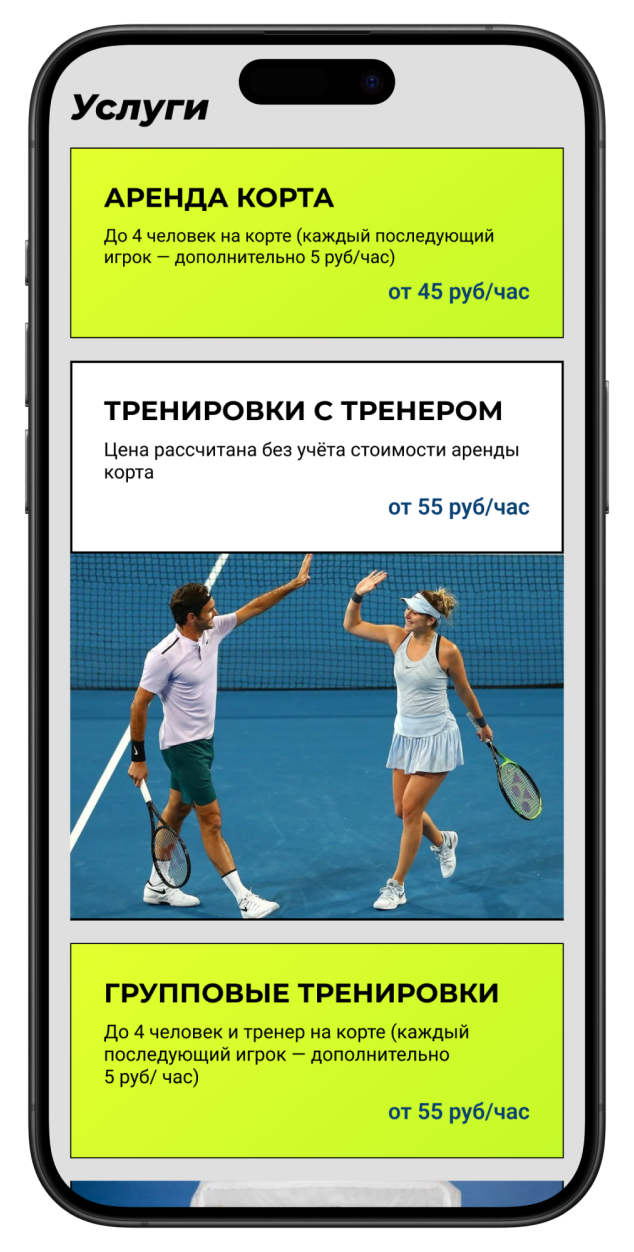 Услуги
АРЕНДА КОРТА
До 4 человек на корте (каждый последующий
игрок — дополнительно 5 руб/час)
от 45 руб/час
ТРЕНИРОВКИ С ТРЕНЕРОМ
Цена рассчитана без учёта стоимости аренды
корта
от 55 руб/час
ГРУППОВЫЕ ТРЕНИРОВКИ
До 4 человек и тренер на корте (каждый
последующий игрок — дополнительно
5 руб/ час)
от 55 руб/час